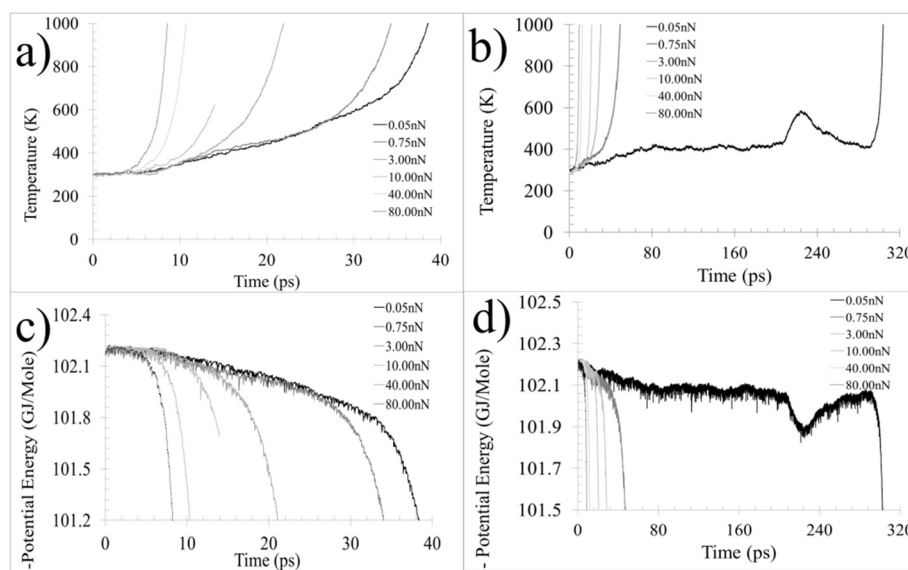 a)
1000
800
600
400
200
0
Temperature (K)
0 10 20 30 40
Time (ps)
0.05nN
0.75nN
3.00nN
10.00nN
40.00nN
80.00nN
b)
1000
800
600
400
200
0
Temperature (K)
0 80 160 240 320
Time (ps)
0.05nN
0.75nN
3.00nN
10.00nN
40.00nN
80.00nN
c)
102.4
102.1
101.8
101.5
101.2
-Potential Energy (GJ/Mole)
0 10 20 30 40
Time (ps)
0.05nN
0.75nN
3.00nN
10.00nN
40.00nN
80.00nN
d)
102.5
102.3
102.1
101.9
101.7
101.5
- Potential Energy (GJ/Mole)
0 80 160 240 320
Time (ps)
0.05nN
0.75nN
3.00nN
10.00nN
40.00nN
80.00nN